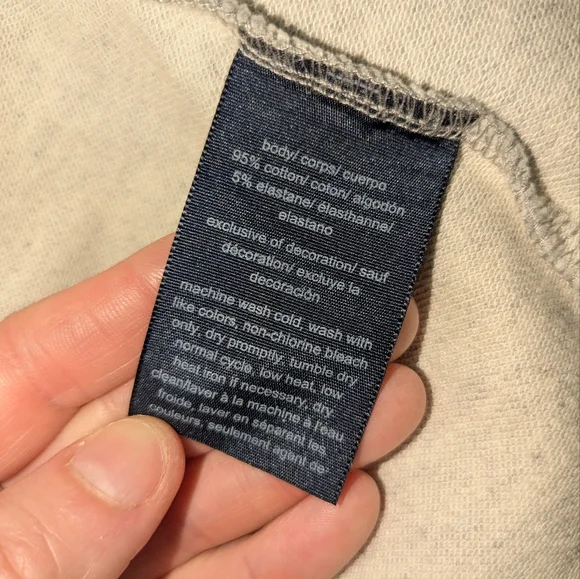 body/ corps/ cuerpo
95% cotton/ coton/ algodón
5% elastane/ élasthanne/
elastano
exclusive of decoration/ sauf
décoration/ excluye la
decoración
machine wash cold, wash with
like colors, non-chlorine bleach
only, dry promptly, tumble dry
normal cycle, low heat, low
heat iron if necessary, dry
clean/laver à la machine à l'eau
froide, laver en séparant les
couleurs, seulement agent de-